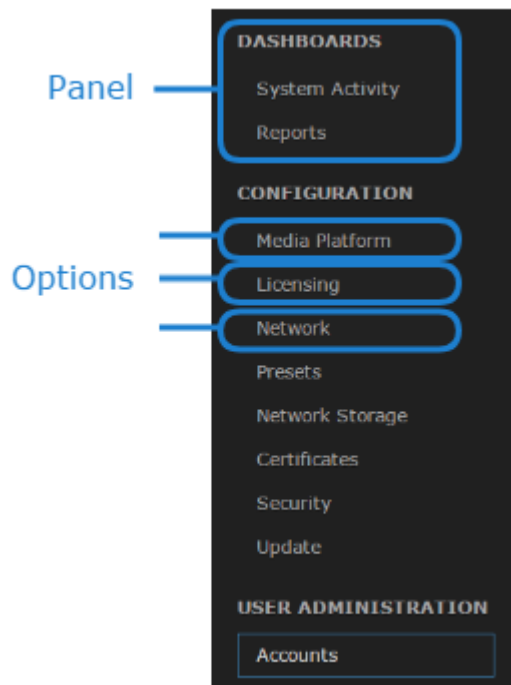 Panel
Options
DASHBOARDS
System Activity
Reports
CONFIGURATION
Media Platform
Licensing
Network
Presets
Network Storage
Certificates
Security
Update
USER ADMINISTRATION
Accounts